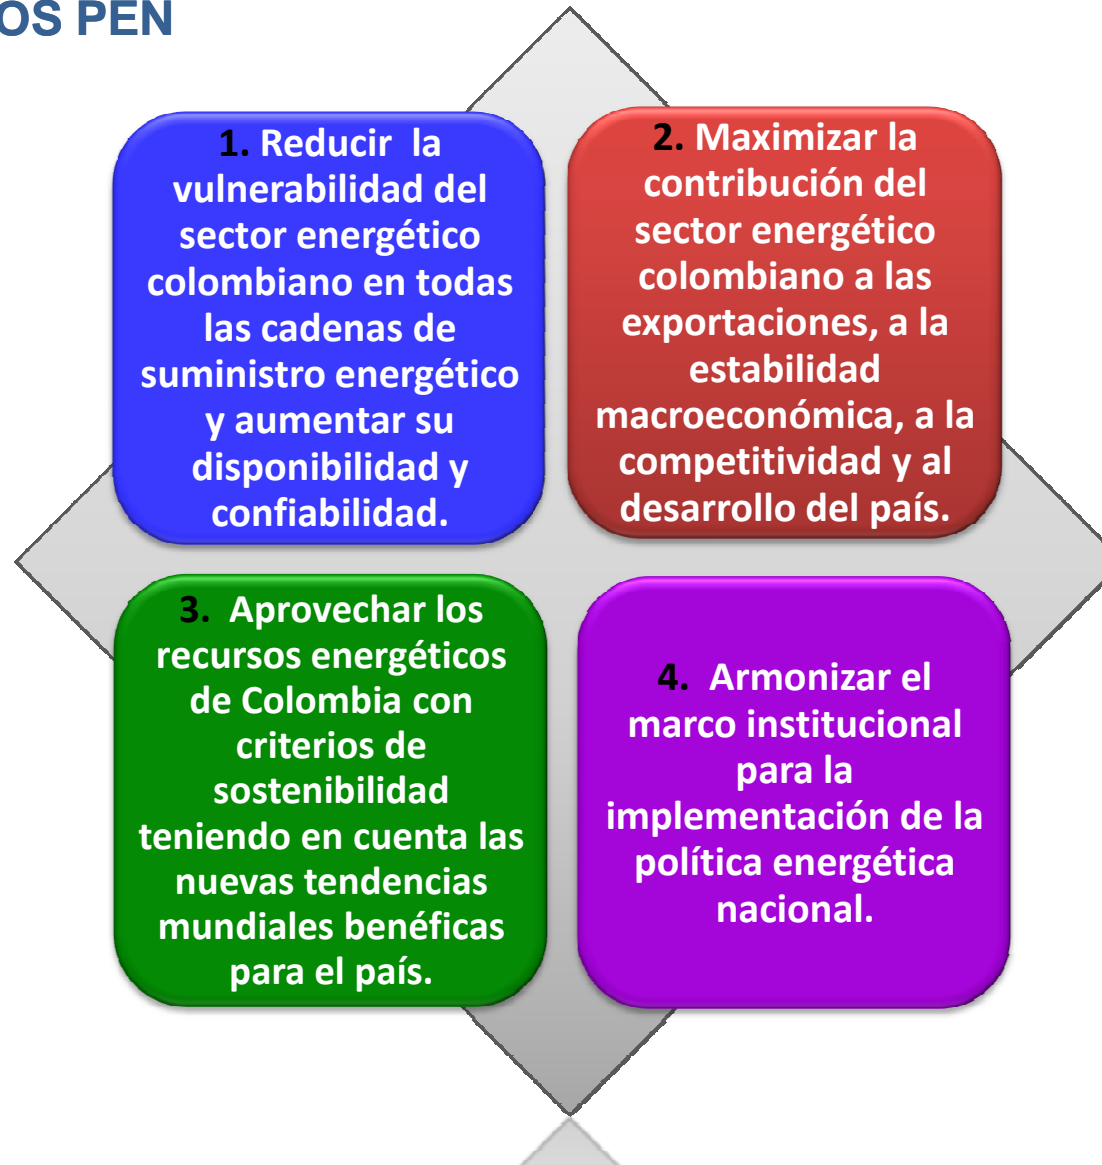 OS PEN
1. Reducir la
vulnerabilidad del
sector energético
colombiano en todas
las cadenas de
suministro energético
y aumentar su
disponibilidad y
confiabilidad.
2. Maximizar la
contribución del
sector energético
colombiano a las
exportaciones, a la
estabilidad
macroeconómica, a la
competitividad y al
desarrollo del país.
3. Aprovechar los
recursos energéticos
de Colombia con
criterios de
sostenibilidad
teniendo en cuenta las
nuevas tendencias
mundiales benéficas
para el país.
4. Armonizar el
marco institucional
para la
implementación de la
política energética
nacional.